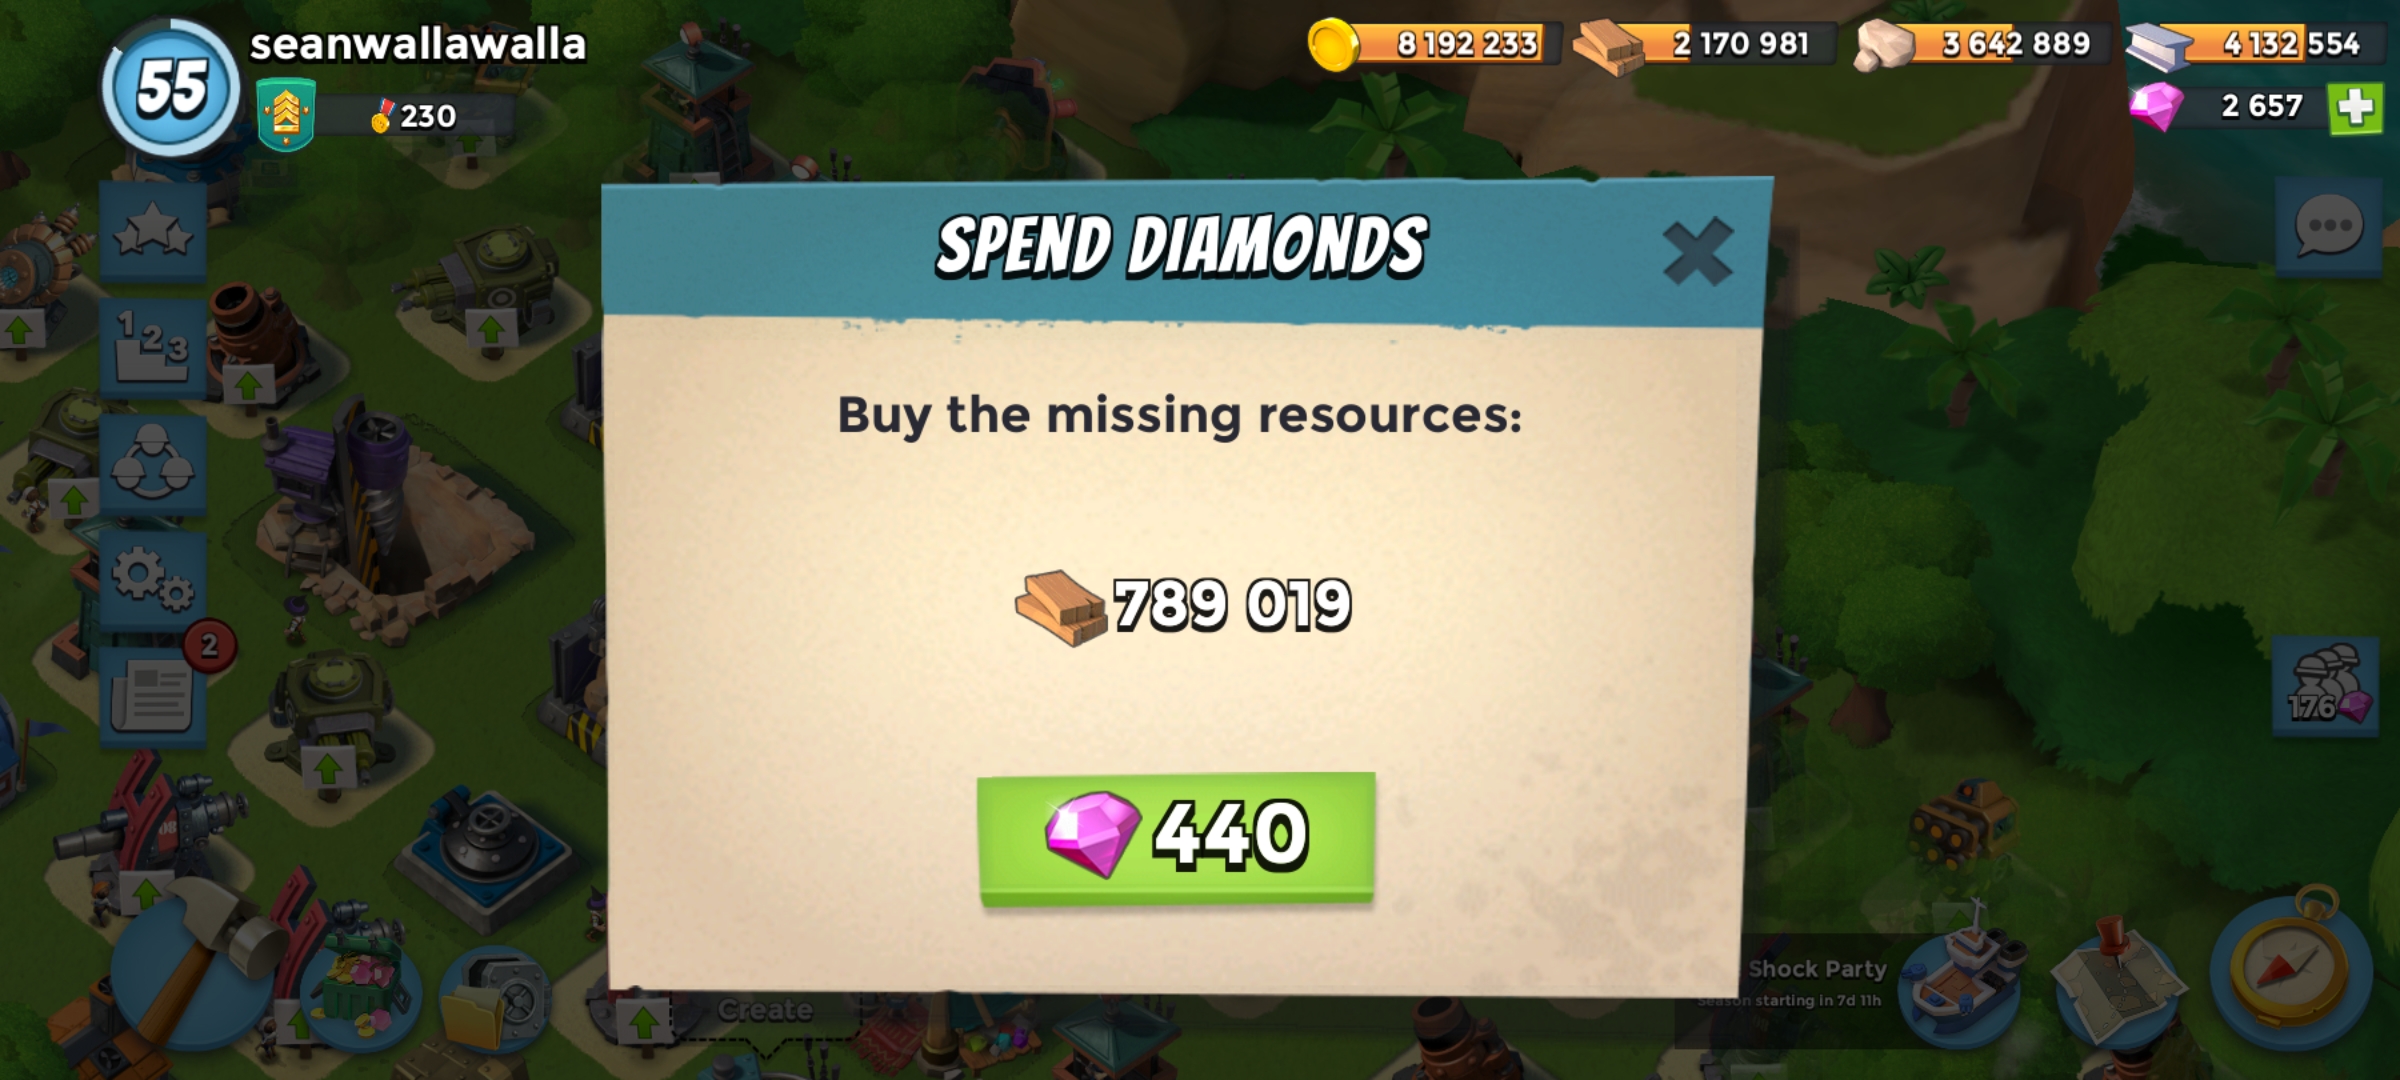 55
seanwallawalla
230
8 192 233
2 170 981
3 642 889
4 132 554
2 657
SPEND DIAMONDS
1 2 3
Buy the missing resources:
789 019
2
176
440
08
Shock Party
Season starting in 7d 11h
Create